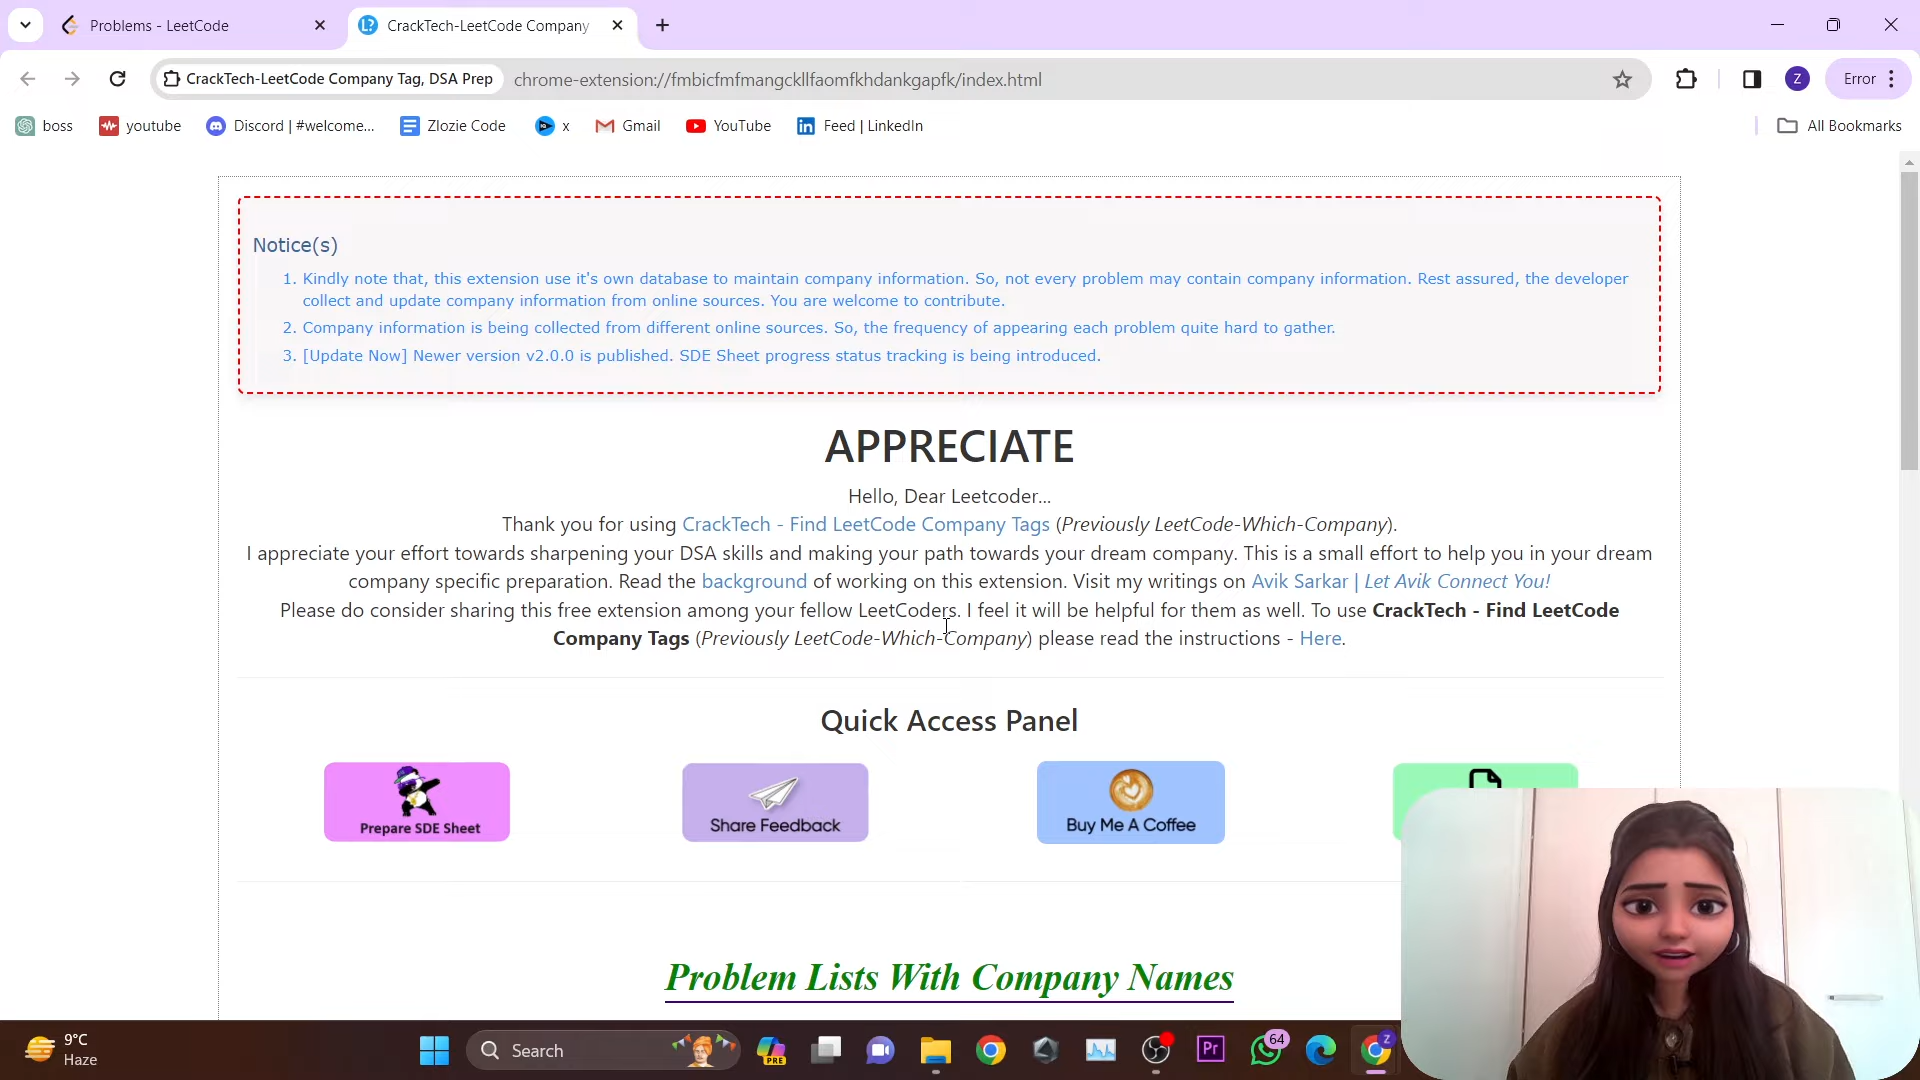 Problems - LeetCode
CrackTech-LeetCode Company
CrackTech-LeetCode Company Tag, DSA Prep
chrome-extension://fmbicfmfmangckllfaomfkhdankgapfk/index.html
Z
Error
boss
youtube
Discord | #welcome...
Zlozie Code
x
Gmail
YouTube
Feed | LinkedIn
All Bookmarks
Notice(s)
1. Kindly note that, this extension use it's own database to maintain company information. So, not every problem may contain company information. Rest assured, the developer
collect and update company information from online sources. You are welcome to contribute.
2. Company information is being collected from different online sources. So, the frequency of appearing each problem quite hard to gather.
3. [Update Now] Newer version v2.0.0 is published. SDE Sheet progress status tracking is being introduced.
APPRECIATE
Hello, Dear Leetcoder...
Thank you for using CrackTech - Find LeetCode Company Tags (Previously LeetCode-Which-Company).
I appreciate your effort towards sharpening your DSA skills and making your path towards your dream company. This is a small effort to help you in your dream
company specific preparation. Read the background of working on this extension. Visit my writings on Avik Sarkar | Let Avik Connect You!
Please do consider sharing this free extension among your fellow LeetCoders. I feel it will be helpful for them as well. To use CrackTech - Find LeetCode
Company Tags (Previously LeetCode-Which-Company) please read the instructions - Here.
Quick Access Panel
Prepare SDE Sheet
Share Feedback
Buy Me A Coffee
Problem Lists With Company Names
9°C
Haze
Search
PRE
Pr
64
Z